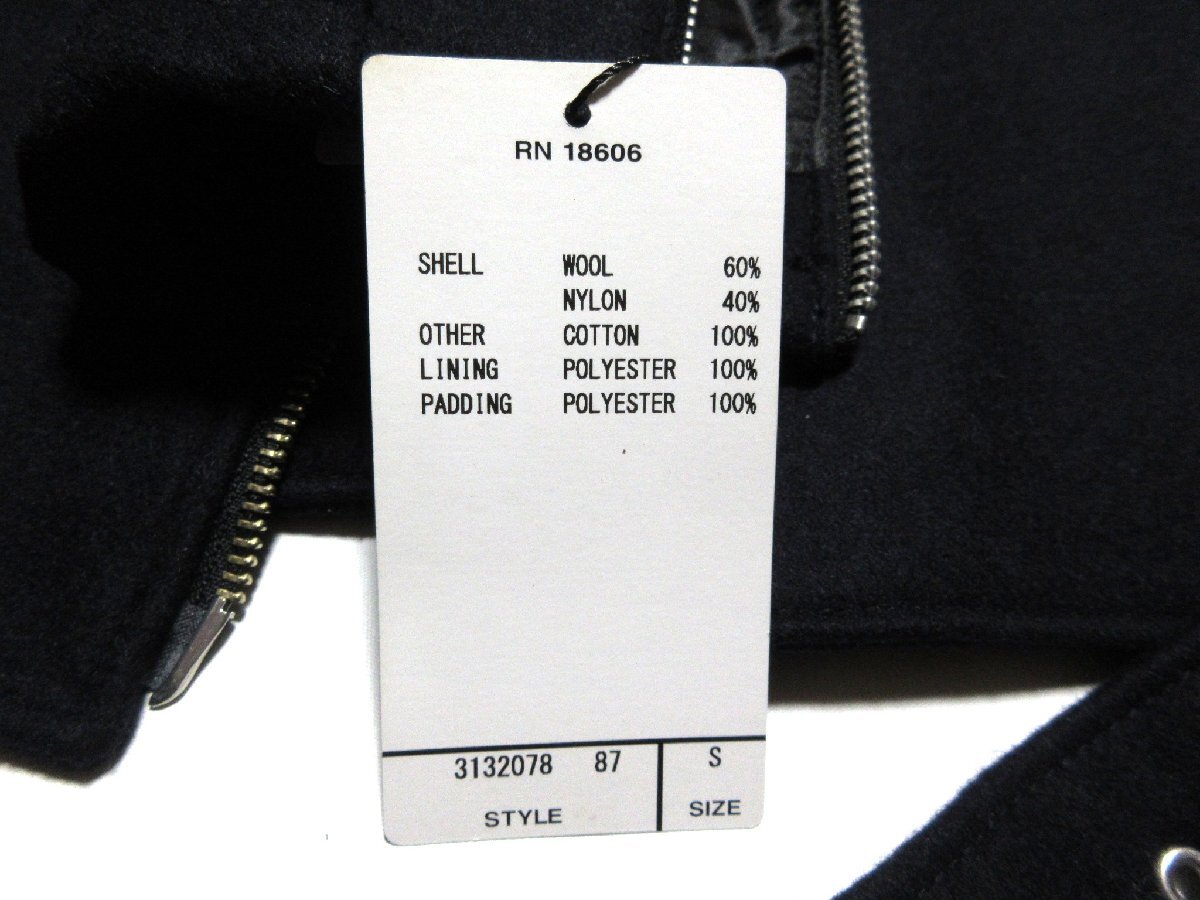 RN 18606
SHELL WOOL 60%
NYLON 40%
OTHER COTTON 100%
LINING POLYESTER 100%
PADDING POLYESTER 100%
3132078 87 S
STYLE SIZE